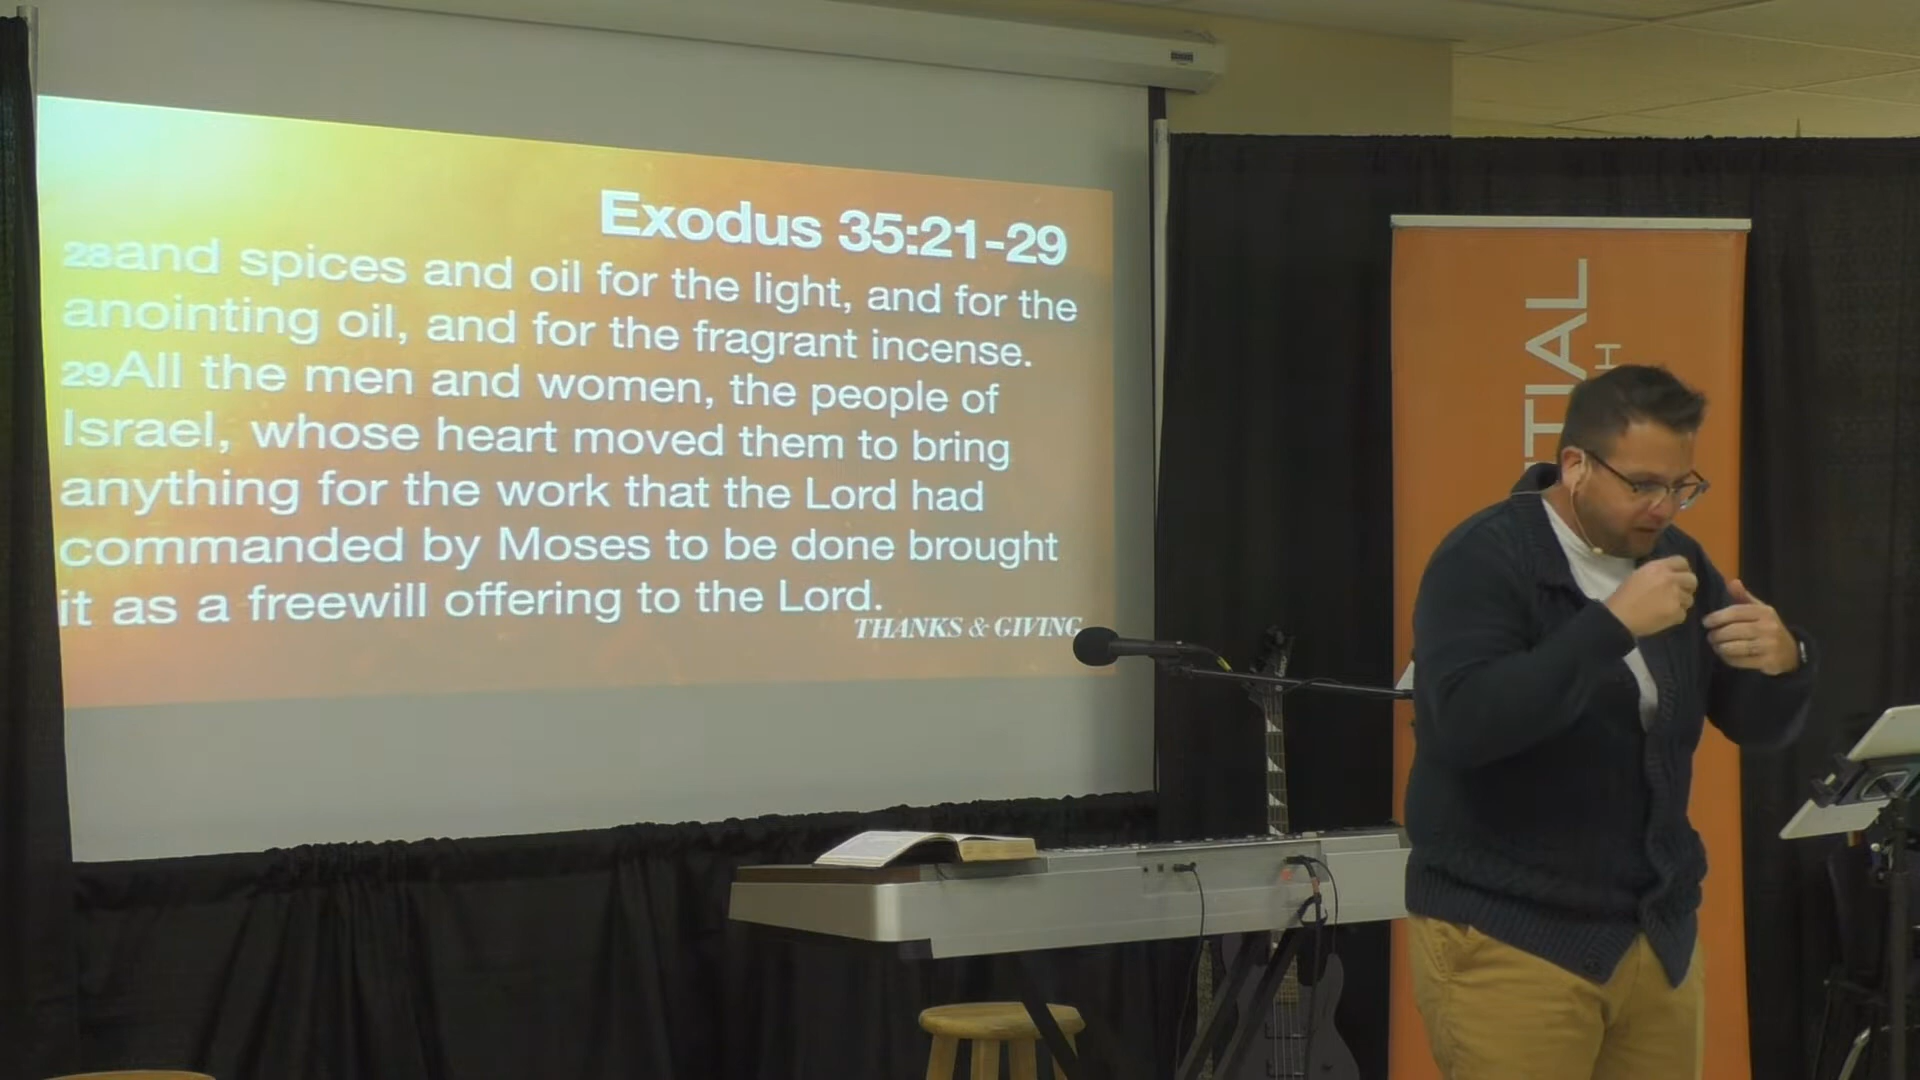 Exodus 35:21-29
28and spices and oil for the light, and for the
anointing oil, and for the fragrant incense.
29All the men and women, the people of
Israel, whose heart moved them to bring
anything for the work that the Lord had
commanded by Moses to be done brought
it as a freewill offering to the Lord.
THANKS & GIVING
TIAL
H